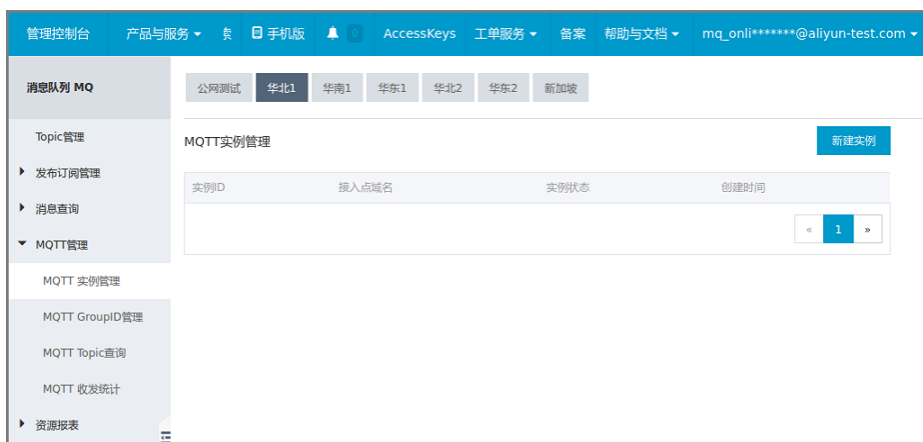 管理控制台 产品与服务 手机版 0 AccessKeys 工单服务 备案 帮助与文档 mq_onli*******@aliyun-test.com
消息队列 MQ
公网测试 华北1 华南1 华东1 华北2 华东2 新加坡
Topic管理
MQTT实例管理 新建实例
发布订阅管理
实例ID 接入点域名 实例状态 创建时间
消息查询
« 1 »
MQTT管理
MQTT 实例管理
MQTT GroupID管理
MQTT Topic查询
MQTT 收发统计
资源报表